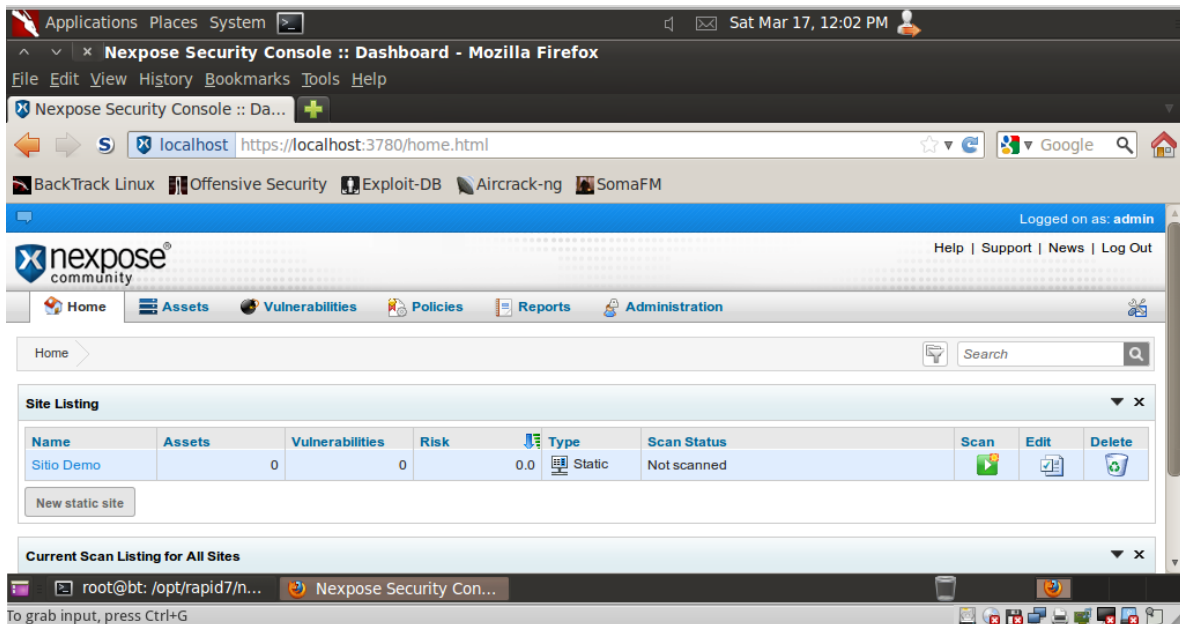 Applications Places System Sat Mar 17, 12:02 PM
Nexpose Security Console :: Dashboard - Mozilla Firefox
File Edit View History Bookmarks Tools Help
Nexpose Security Console :: Da...
localhost https://localhost:3780/home.html Google
BackTrack Linux Offensive Security Exploit-DB Aircrack-ng SomaFM
Logged on as: admin
nexpose®
community
Help | Support | News | Log Out
Home Assets Vulnerabilities Policies Reports Administration
Home Search
Site Listing
Name Assets Vulnerabilities Risk Type Scan Status Scan Edit Delete
Sitio Demo 0 0 0.0 Static Not scanned
New static site
Current Scan Listing for All Sites
root@bt: /opt/rapid7/n... Nexpose Security Con...
To grab input, press Ctrl+G